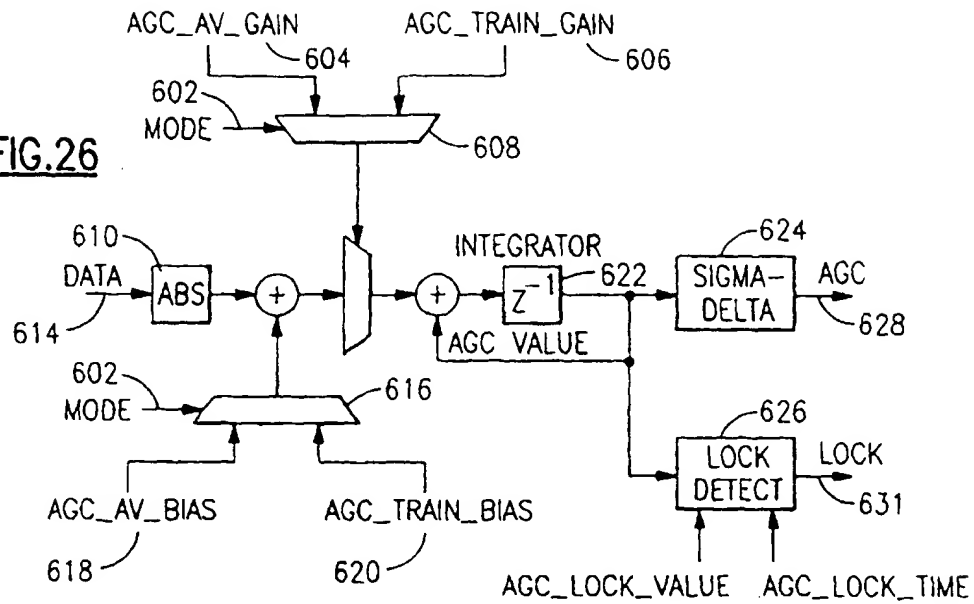 AGC_AV_GAIN
604
AGC_TRAIN_GAIN
606
602
MODE
608
FIG.26
610
DATA
ABS
614
+
+
INTEGRATOR
622
Z⁻¹
AGC VALUE
624
SIGMA-
DELTA
AGC
628
602
MODE
616
626
LOCK
DETECT
LOCK
631
AGC_AV_BIAS
618
AGC_TRAIN_BIAS
620
AGC_LOCK_VALUE
AGC_LOCK_TIME